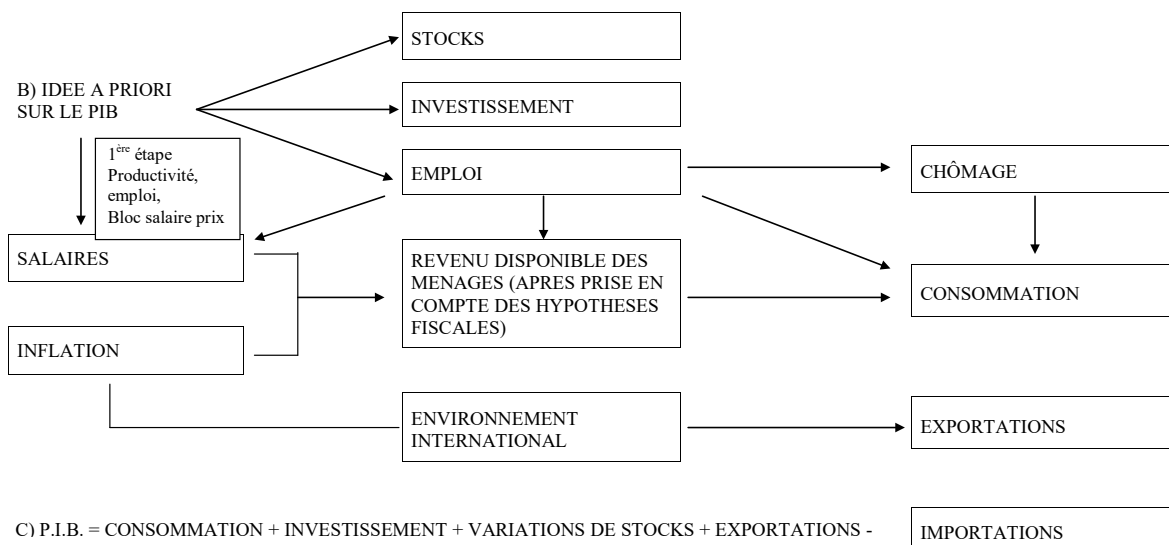 STOCKS
B) IDEE A PRIORI
SUR LE PIB
INVESTISSEMENT
1ère étape
Productivité,
emploi,
Bloc salaire prix
EMPLOI
CHÔMAGE
SALAIRES
REVENU DISPONIBLE DES
MENAGES (APRES PRISE EN
COMPTE DES HYPOTHESES
FISCALES)
CONSOMMATION
INFLATION
ENVIRONNEMENT
INTERNATIONAL
EXPORTATIONS
C) P.I.B. = CONSOMMATION + INVESTISSEMENT + VARIATIONS DE STOCKS + EXPORTATIONS -
IMPORTATIONS